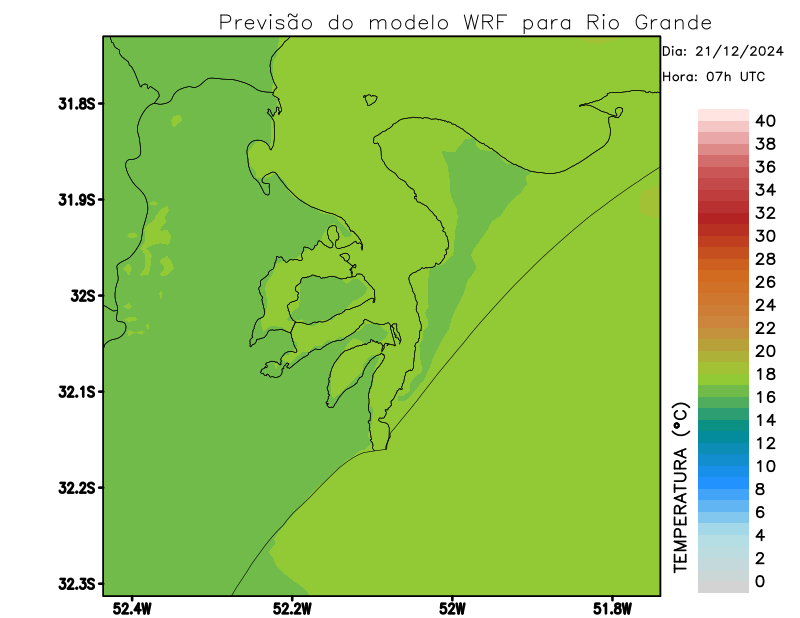 Previsão do modelo WRF para Rio Grande
Dia: 21/12/2024
Hora: 07h UTC
31.8S
31.9S
32S
32.1S
32.2S
32.3S
52.4W
52.2W
52W
51.8W
TEMPERATURA (°C)
40
38
36
34
32
30
28
26
24
22
20
18
16
14
12
10
8
6
4
2
0